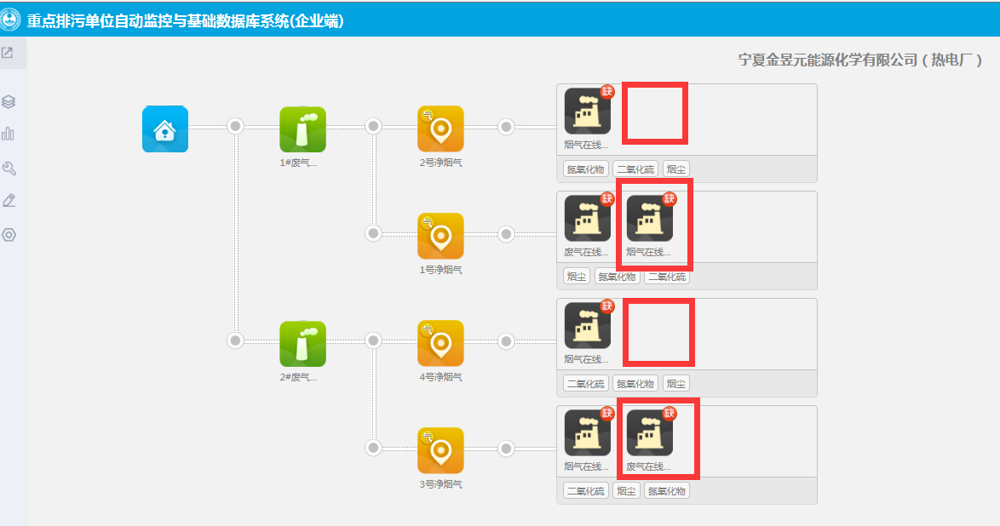 重点排污单位自动监控与基础数据库系统(企业端)
宁夏金昱元能源化学有限公司（热电厂）
1#废气...
气
2号净烟气
缺
烟气在线...
氮氧化物 二氧化硫 烟尘
气
1号净烟气
缺 缺
废气在线... 烟气在线...
烟尘 氮氧化物 二氧化硫
2#废气...
气
4号净烟气
缺
烟气在线...
二氧化硫 氮氧化物 烟尘
气
3号净烟气
缺 缺
烟气在线... 废气在线...
二氧化硫 烟尘 氮氧化物